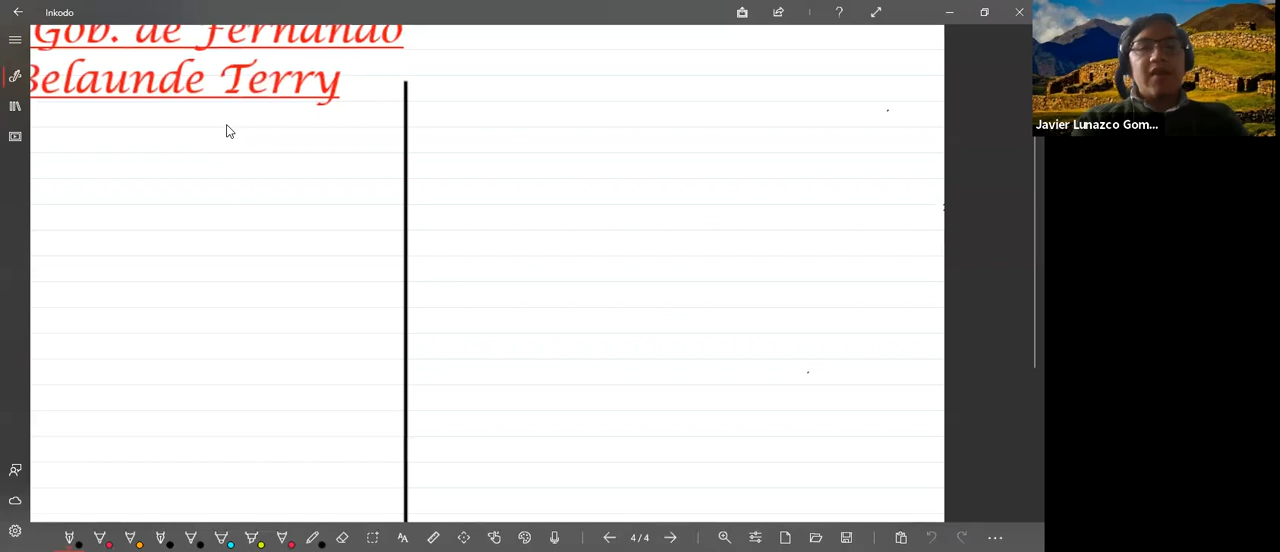 Inkodo
Gob. de Fernando
Belaunde Terry
Javier Lunazco Gom...
4/4